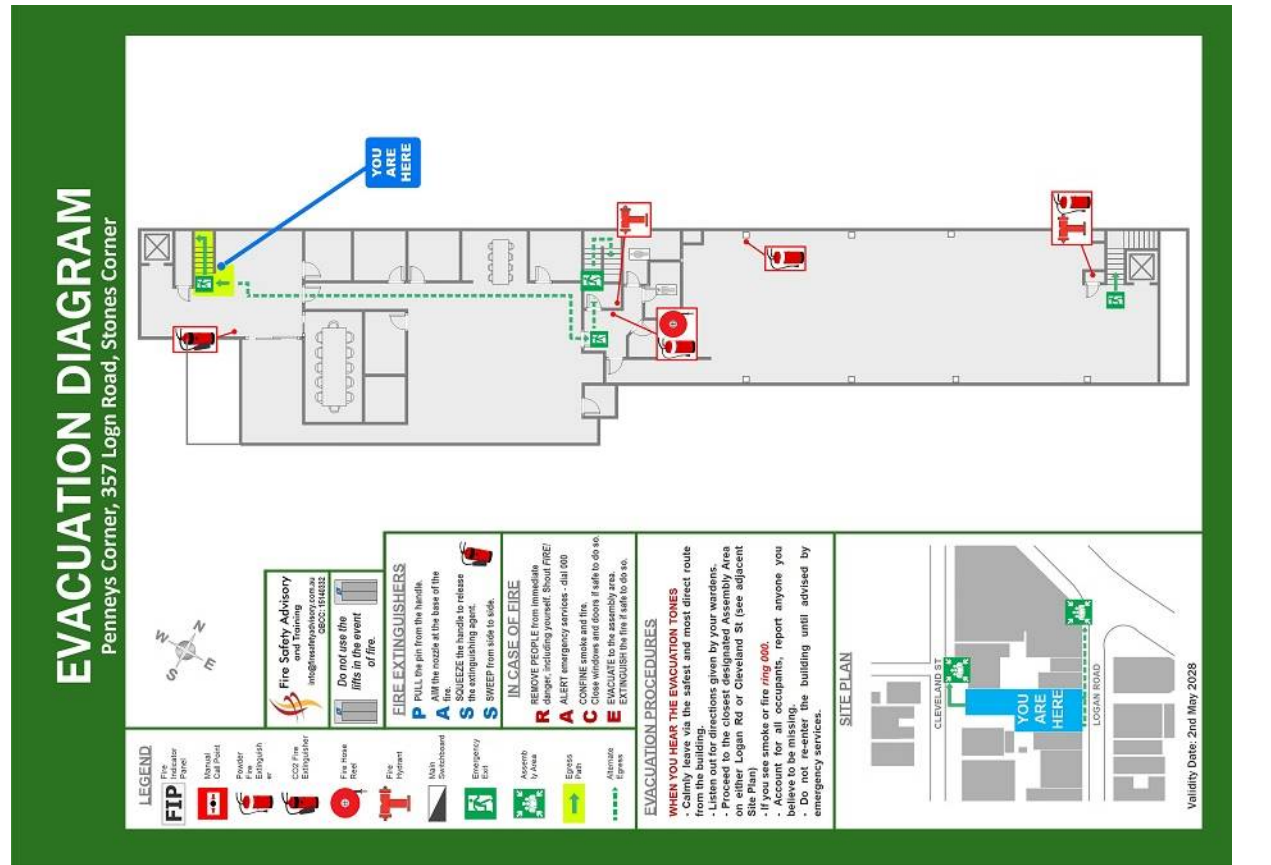 EVACUATION DIAGRAM
Penneys Corner, 357 Logn Road, Stones Corner
YOU
ARE
HERE
W
N
S
E
Fire Safety Advisory
and Training
info@firesafetyadvisory.com.au
QBCC: 15140332
Do not use the
lifts in the event
of fire.
LEGEND
FIP
Fire
Indicator
Panel
Manual
Call Point
Powder
Fire
Extinguish
er
CO2 Fire
Extinguisher
Fire Hose
Reel
Fire
Hydrant
Main
Switchboard
Emergency
Exit
Assemb
ly Area
Egress
Path
Alternate
Egress
FIRE EXTINGUISHERS
P PULL the pin from the handle.
A AIM the nozzle at the base of the
fire.
S SQUEEZE the handle to release
the extinguishing agent.
S SWEEP from side to side.
IN CASE OF FIRE
R REMOVE PEOPLE from immediate
danger, including yourself. Shout FIRE!
A ALERT emergency services - dial 000
C CONFINE smoke and fire.
Close windows and doors if safe to do so.
E EVACUATE to the assembly area.
EXTINGUISH the fire if safe to do so.
EVACUATION PROCEDURES
WHEN YOU HEAR THE EVACUATION TONES
- Calmly leave via the safest and most direct route
from the building.
- Listen out for directions given by your wardens.
- Proceed to the closest designated Assembly Area
on either Logan Rd or Cleveland St (see adjacent
Site Plan)
- If you see smoke or fire ring 000.
- Account for all occupants, report anyone you
believe to be missing.
- Do not re-enter the building until advised by
emergency services.
SITE PLAN
CLEVELAND ST
YOU
ARE
HERE
LOGAN ROAD
Validity Date: 2nd May 2028